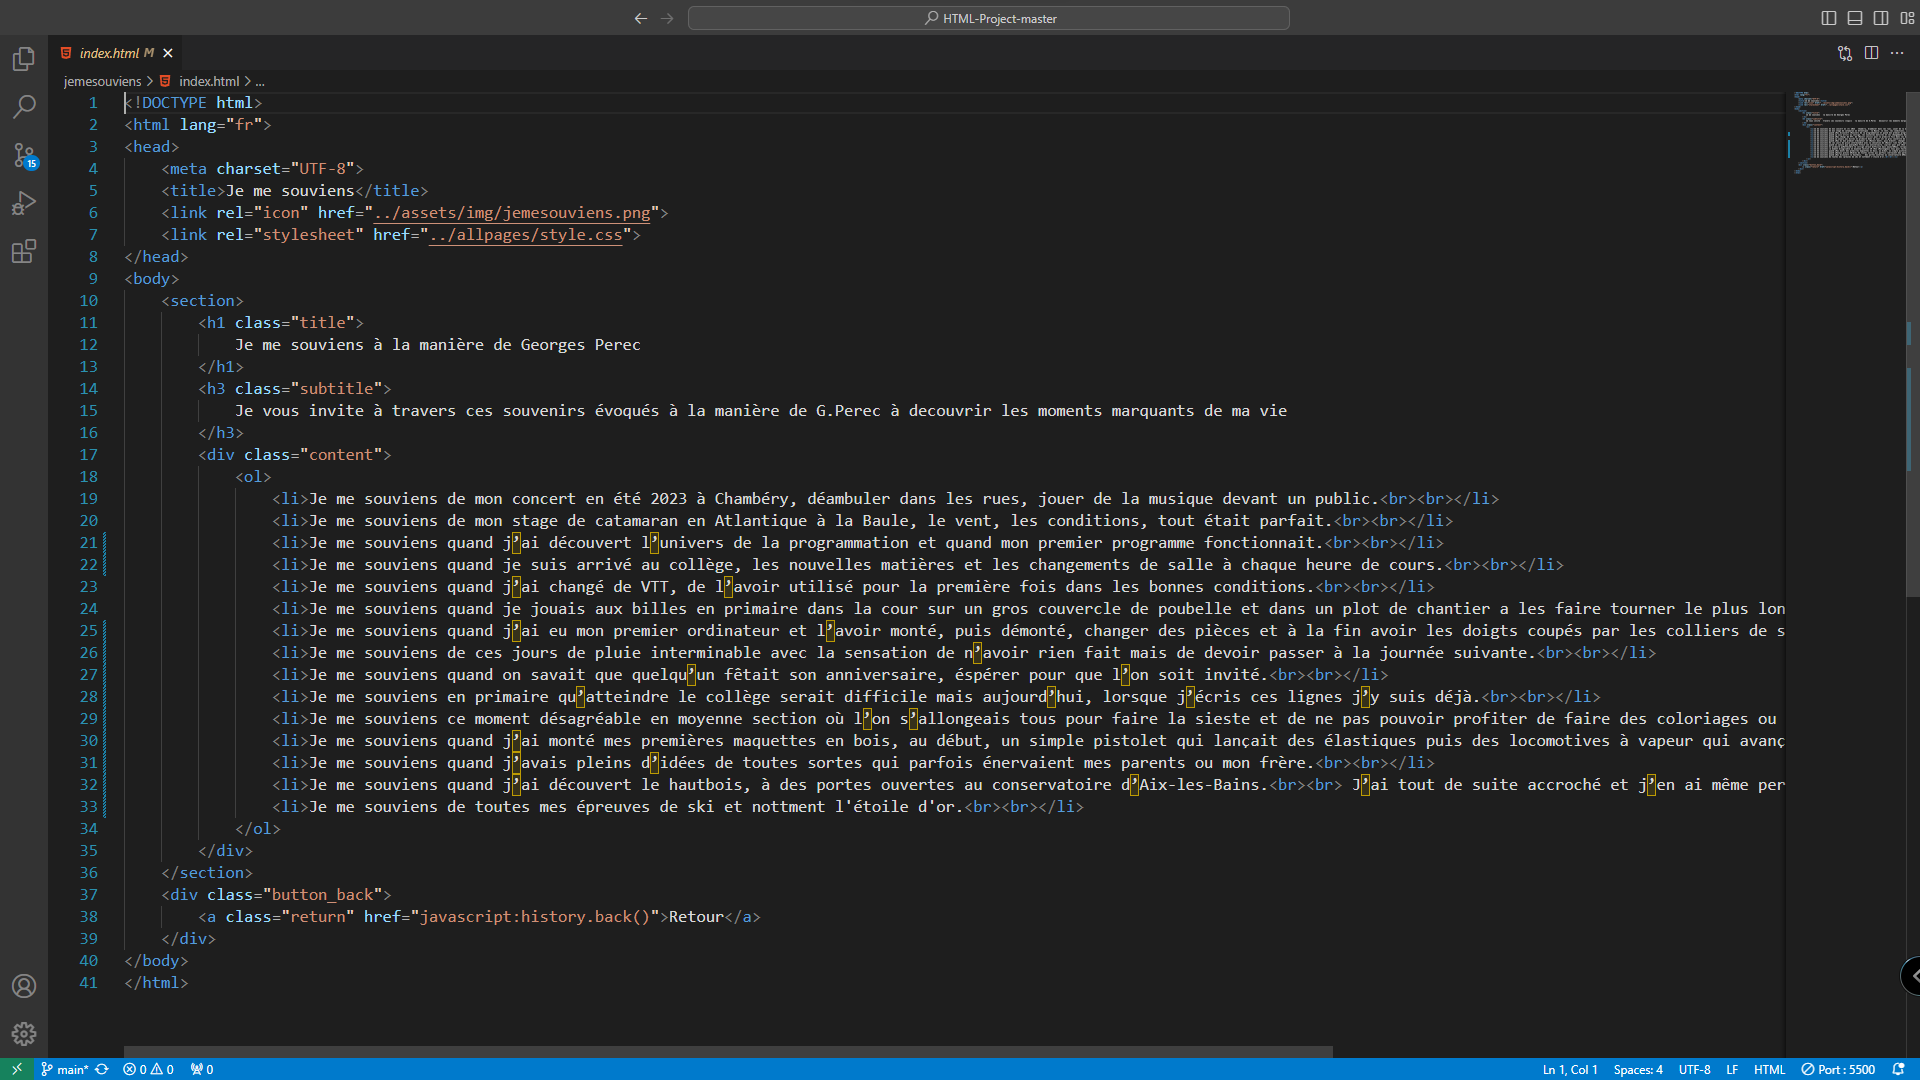 HTML-Project-master
index.html M
jemesouviens > index.html > ...
1 <!DOCTYPE html>
2 <html lang="fr">
3 <head>
4 <meta charset="UTF-8">
5 <title>Je me souviens</title>
6 <link rel="icon" href="../assets/img/jemesouviens.png">
7 <link rel="stylesheet" href="../allpages/style.css">
8 </head>
9 <body>
10 <section>
11 <h1 class="title">
12 Je me souviens à la manière de Georges Perec
13 </h1>
14 <h3 class="subtitle">
15 Je vous invite à travers ces souvenirs évoqués à la manière de G.Perec à decouvrir les moments marquants de ma vie
16 </h3>
17 <div class="content">
18 <ol>
19 <li>Je me souviens de mon concert en été 2023 à Chambéry, déambuler dans les rues, jouer de la musique devant un public.<br><br></li>
20 <li>Je me souviens de mon stage de catamaran en Atlantique à la Baule, le vent, les conditions, tout était parfait.<br><br></li>
21 <li>Je me souviens quand j’ai découvert l’univers de la programmation et quand mon premier programme fonctionnait.<br><br></li>
22 <li>Je me souviens quand je suis arrivé au collège, les nouvelles matières et les changements de salle à chaque heure de cours.<br><br></li>
23 <li>Je me souviens quand j’ai changé de VTT, de l’avoir utilisé pour la première fois dans les bonnes conditions.<br><br></li>
24 <li>Je me souviens quand je jouais aux billes en primaire dans la cour sur un gros couvercle de poubelle et dans un plot de chantier a les faire tourner le plus lon
25 <li>Je me souviens quand j’ai eu mon premier ordinateur et l’avoir monté, puis démonté, changer des pièces et à la fin avoir les doigts coupés par les colliers de s
26 <li>Je me souviens de ces jours de pluie interminable avec la sensation de n’avoir rien fait mais de devoir passer à la journée suivante.<br><br></li>
27 <li>Je me souviens quand on savait que quelqu’un fêtait son anniversaire, éspérer pour que l’on soit invité.<br><br></li>
28 <li>Je me souviens en primaire qu’atteindre le collège serait difficile mais aujourd’hui, lorsque j’écris ces lignes j’y suis déjà.<br><br></li>
29 <li>Je me souviens ce moment désagréable en moyenne section où l’on s’allongeais tous pour faire la sieste et de ne pas pouvoir profiter de faire des coloriages ou
30 <li>Je me souviens quand j’ai monté mes premières maquettes en bois, au début, un simple pistolet qui lançait des élastiques puis des locomotives à vapeur qui avanç
31 <li>Je me souviens quand j’avais pleins d’idées de toutes sortes qui parfois énervaient mes parents ou mon frère.<br><br></li>
32 <li>Je me souviens quand j’ai découvert le hautbois, à des portes ouvertes au conservatoire d’Aix-les-Bains.<br><br> J’ai tout de suite accroché et j’en ai même per
33 <li>Je me souviens de toutes mes épreuves de ski et nottment l'étoile d'or.<br><br></li>
34 </ol>
35 </div>
36 </section>
37 <div class="button_back">
38 <a class="return" href="javascript:history.back()">Retour</a>
39 </div>
40 </body>
41 </html>
15
main* 0 0 0 Ln 1, Col 1 Spaces: 4 UTF-8 LF HTML Port : 5500